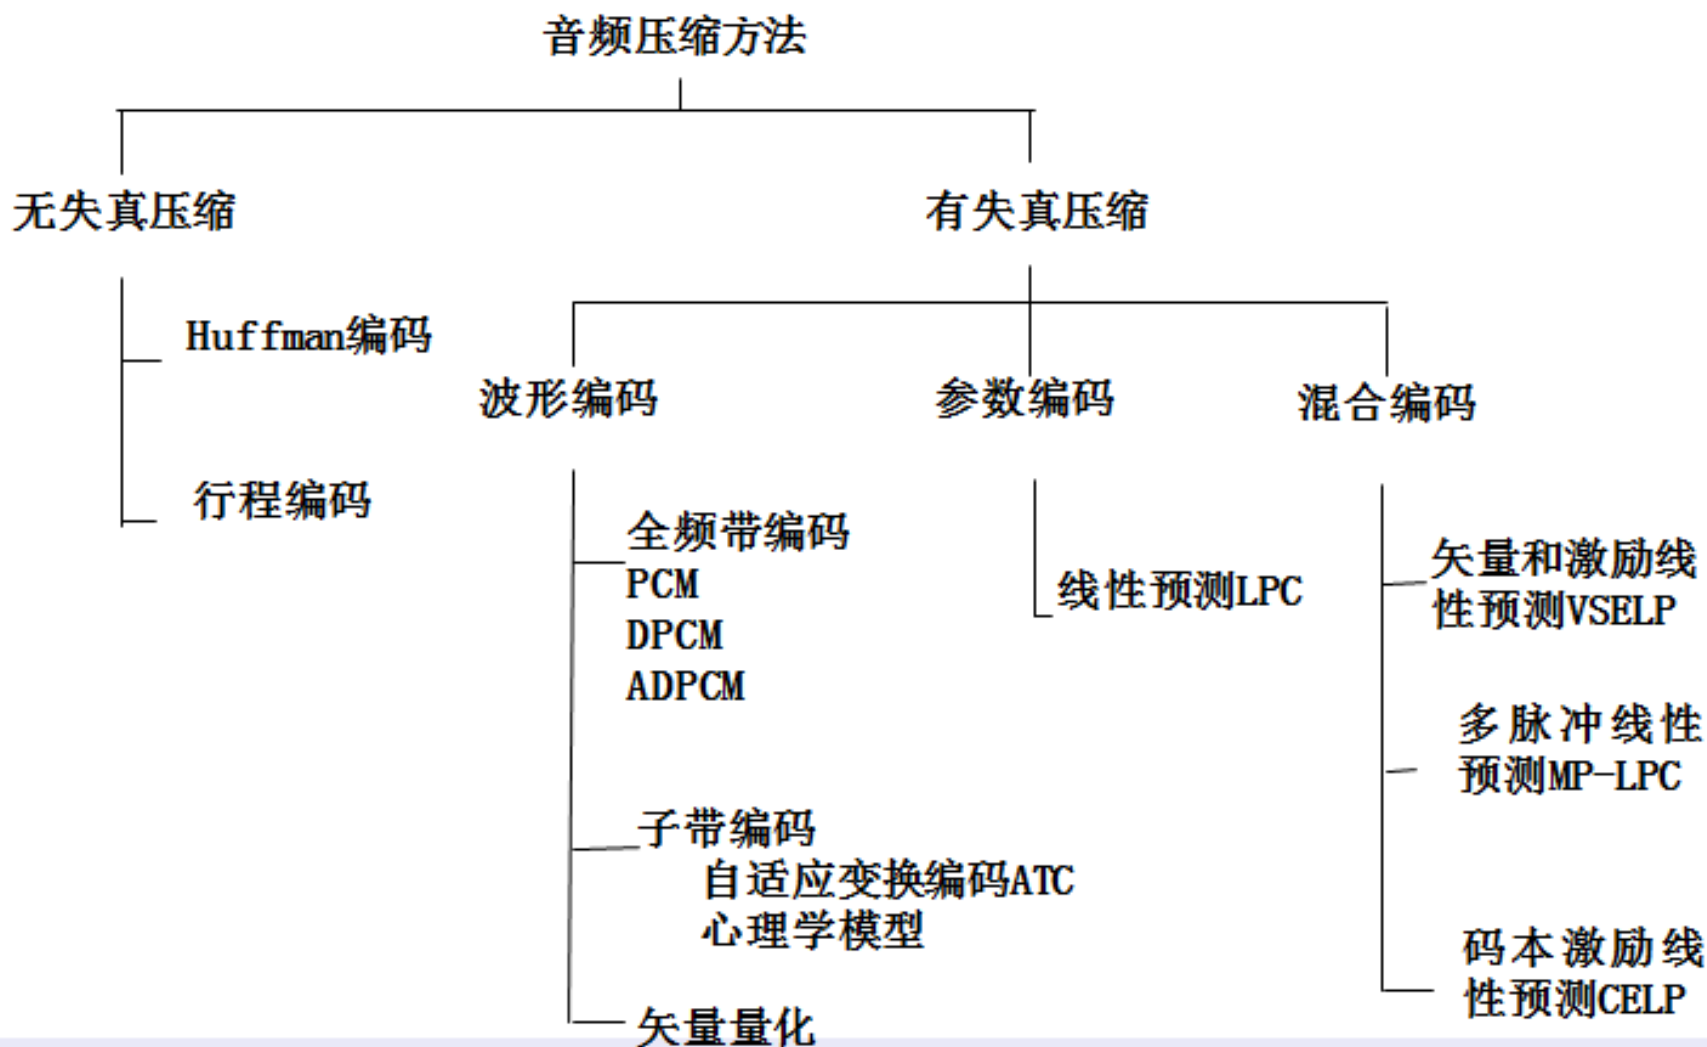 音频压缩方法
无失真压缩
有失真压缩
Huffman编码
行程编码
波形编码
参数编码
混合编码
全频带编码
PCM
DPCM
ADPCM
子带编码
自适应变换编码ATC
心理学模型
矢量量化
线性预测LPC
矢量和激励线
性预测VSELP
多脉冲线性
预测MP-LPC
码本激励线
性预测CELP